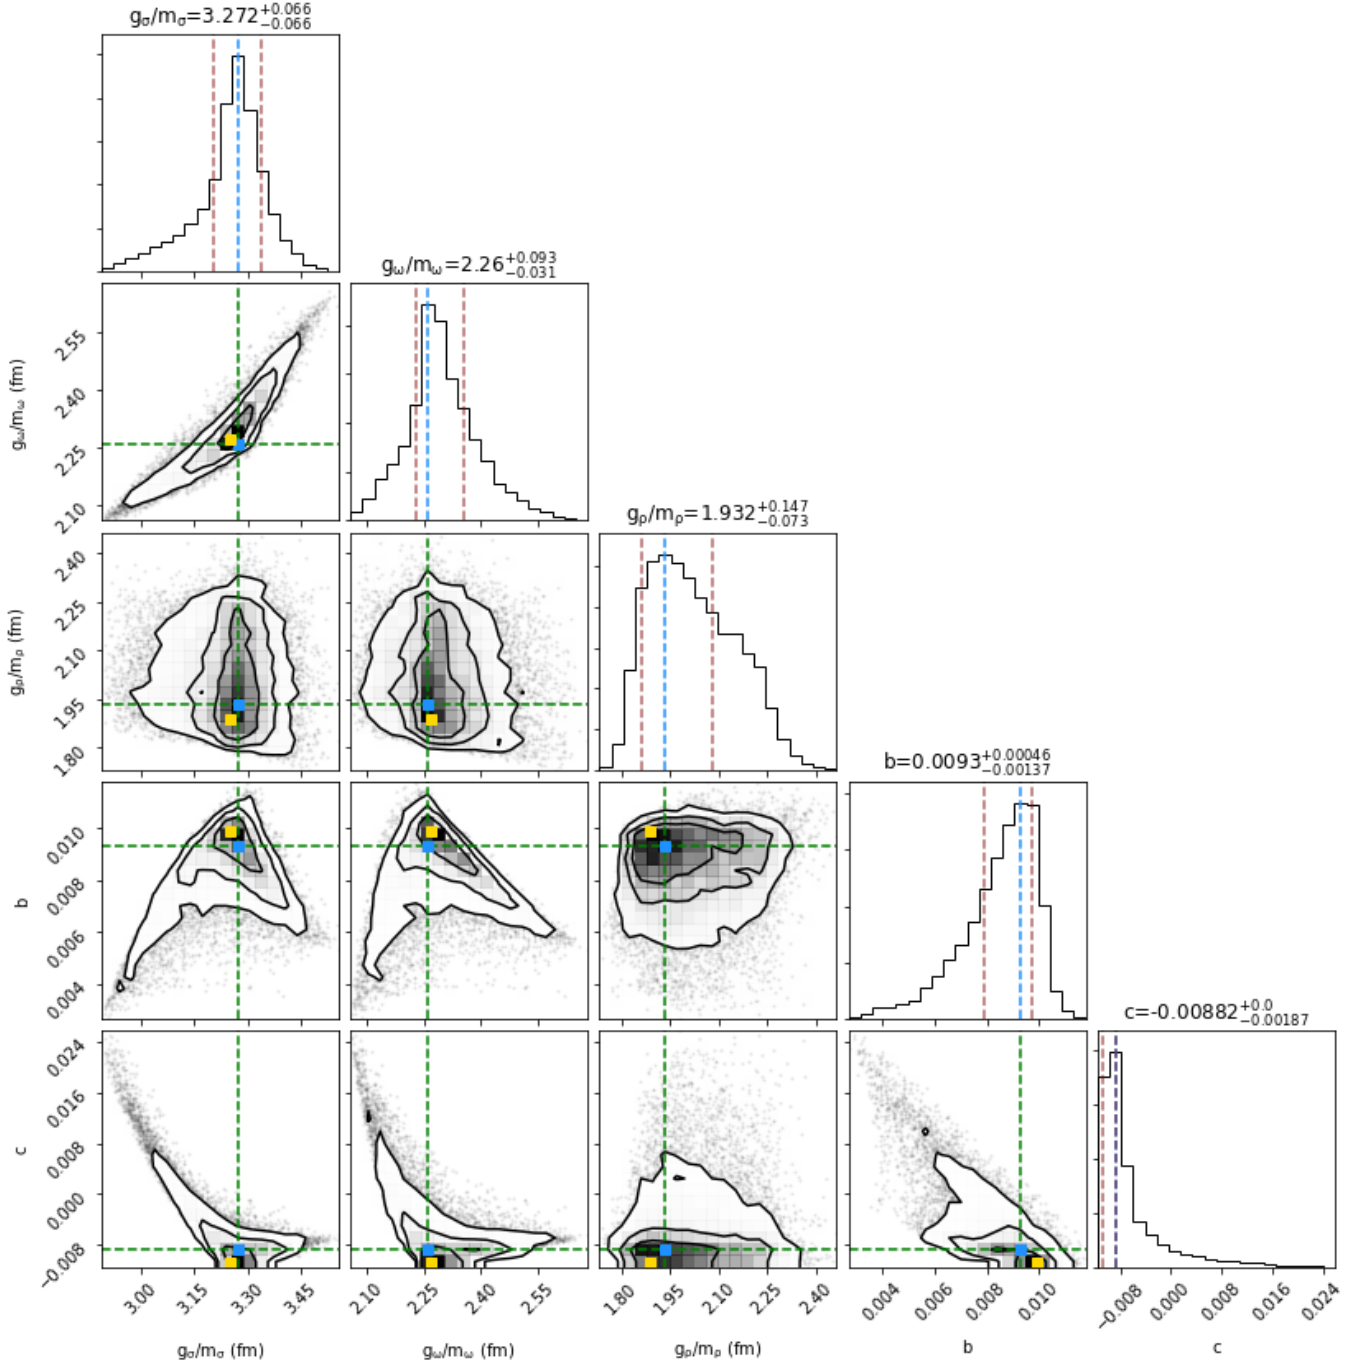 g_σ/m_σ=3.272^{+0.066}_{−0.066}
g_ω/m_ω=2.26^{+0.093}_{−0.031}
g_ω/m_ω (fm)
2.55
2.40
2.25
2.10
g_ρ/m_ρ=1.932^{+0.147}_{−0.073}
g_ρ/m_ρ (fm)
2.40
2.25
2.10
1.95
1.80
b=0.0093^{+0.00046}_{−0.00137}
b
0.010
0.008
0.006
0.004
c=-0.00882^{+0.0}_{−0.00187}
c
0.024
0.016
0.008
0.000
−0.008
3.00 3.15 3.30 3.45 2.10 2.25 2.40 2.55 1.80 1.95 2.10 2.25 2.40 0.004 0.006 0.008 0.010 −0.008 0.000 0.008 0.016 0.024
g_σ/m_σ (fm) g_ω/m_ω (fm) g_ρ/m_ρ (fm) b c